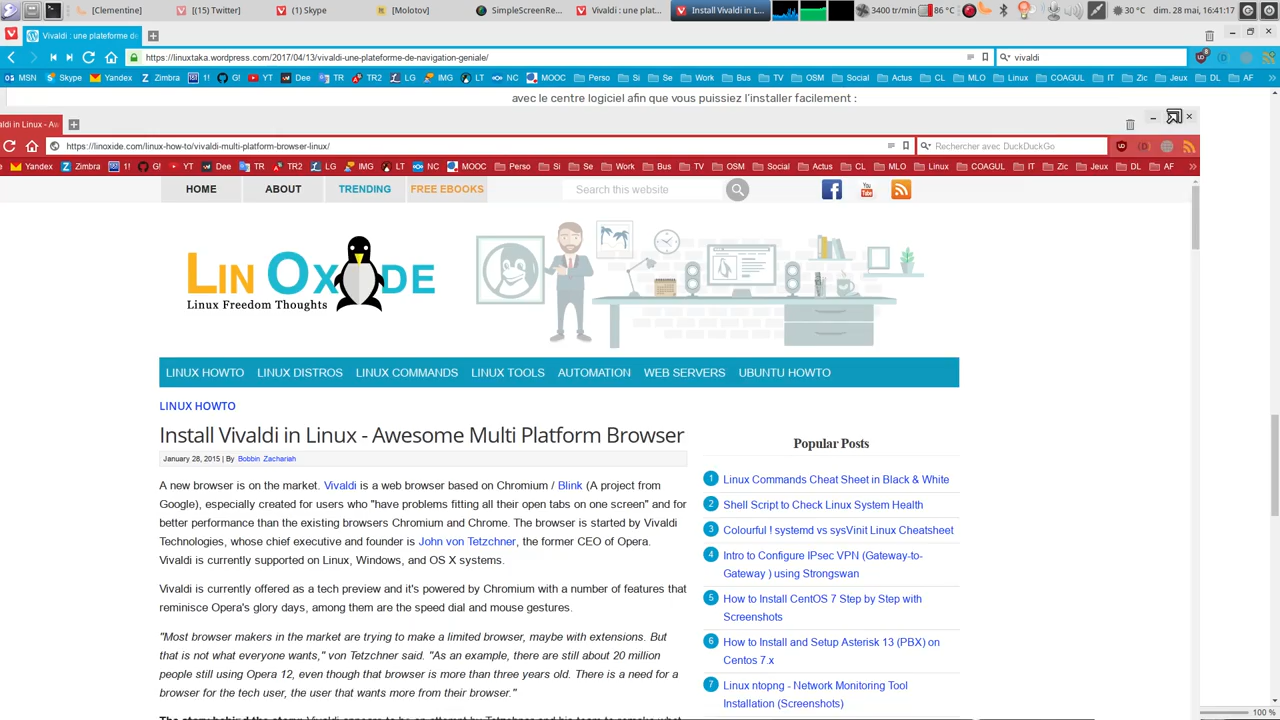 [Clementine]
[(15) Twitter]
(1) Skype
[Molotov]
SimpleScreenRe...
Vivaldi : une plat...
Install Vivaldi in L...
3400 tr/min
86 °C
30 °C
dim. 28 mai, 16:41:17
Vivaldi : une plateforme de
https://linuxtaka.wordpress.com/2017/04/13/vivaldi-une-plateforme-de-navigation-geniale/
vivaldi
8
MSN Skype Yandex Zimbra 1! G! YT Dee TR TR2 LG IMG LT NC MOOC Perso Si Se Work Bus TV OSM Social Actus CL MLO Linux COAGUL IT Zic Jeux DL AF »
avec le centre logiciel afin que vous puissiez l'installer facilement :
aldi in Linux - Aw
https://linoxide.com/linux-how-to/vivaldi-multi-platform-browser-linux/
Rechercher avec DuckDuckGo
Yandex Zimbra 1! G! YT Dee TR TR2 LG IMG LT NC MOOC Perso Si Se Work Bus TV OSM Social Actus CL MLO Linux COAGUL IT Zic Jeux DL AF »
HOME ABOUT TRENDING FREE EBOOKS
Search this website
You
Tube
LINOXIDE
Linux Freedom Thoughts
LINUX HOWTO LINUX DISTROS LINUX COMMANDS LINUX TOOLS AUTOMATION WEB SERVERS UBUNTU HOWTO
LINUX HOWTO
Install Vivaldi in Linux - Awesome Multi Platform Browser
January 28, 2015 | By Bobbin Zachariah
A new browser is on the market. Vivaldi is a web browser based on Chromium / Blink (A project from
Google), especially created for users who "have problems fitting all their open tabs on one screen" and for
better performance than the existing browsers Chromium and Chrome. The browser is started by Vivaldi
Technologies, whose chief executive and founder is John von Tetzchner, the former CEO of Opera.
Vivaldi is currently supported on Linux, Windows, and OS X systems.
Vivaldi is currently offered as a tech preview and it's powered by Chromium with a number of features that
reminisce Opera's glory days, among them are the speed dial and mouse gestures.
"Most browser makers in the market are trying to make a limited browser, maybe with extensions. But
that is not what everyone wants," von Tetzchner said. "As an example, there are still about 20 million
people still using Opera 12, even though that browser is more than three years old. There is a need for a
browser for the tech user, the user that wants more from their browser."
Popular Posts
1 Linux Commands Cheat Sheet in Black & White
2 Shell Script to Check Linux System Health
3 Colourful ! systemd vs sysVinit Linux Cheatsheet
4 Intro to Configure IPsec VPN (Gateway-to-
Gateway ) using Strongswan
5 How to Install CentOS 7 Step by Step with
Screenshots
6 How to Install and Setup Asterisk 13 (PBX) on
Centos 7.x
7 Linux ntopng - Network Monitoring Tool
Installation (Screenshots)
100 %